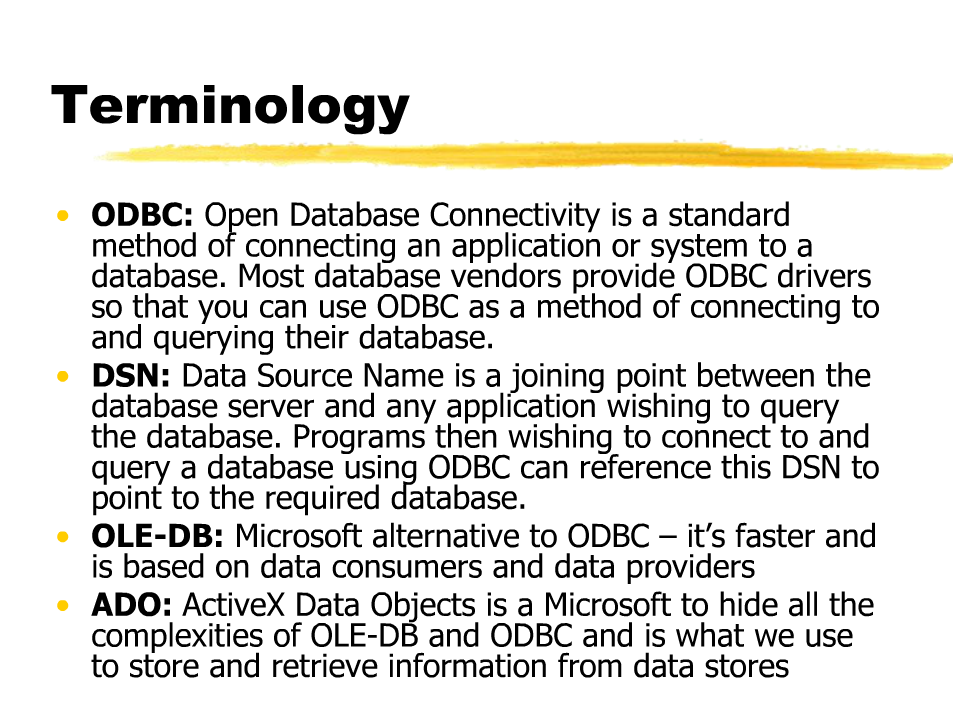 Terminology
• ODBC: Open Database Connectivity is a standard
method of connecting an application or system to a
database. Most database vendors provide ODBC drivers
so that you can use ODBC as a method of connecting to
and querying their database.
• DSN: Data Source Name is a joining point between the
database server and any application wishing to query
the database. Programs then wishing to connect to and
query a database using ODBC can reference this DSN to
point to the required database.
• OLE-DB: Microsoft alternative to ODBC – it’s faster and
is based on data consumers and data providers
• ADO: ActiveX Data Objects is a Microsoft to hide all the
complexities of OLE-DB and ODBC and is what we use
to store and retrieve information from data stores